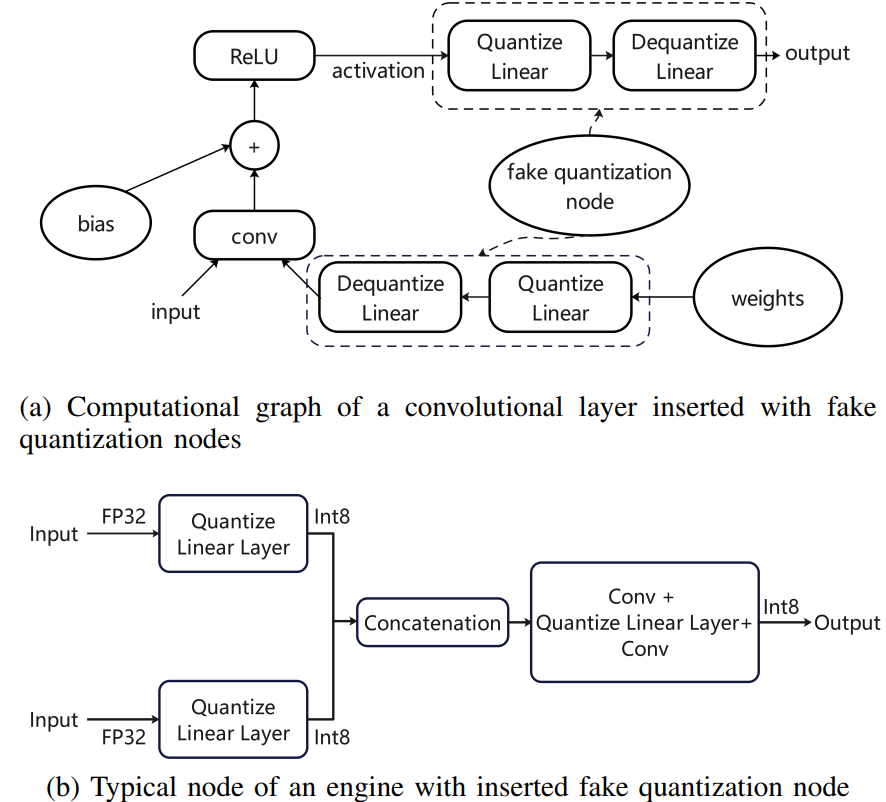 ReLU
activation
Quantize
Linear
Dequantize
Linear
output
+
fake quantization
node
bias
conv
input
Dequantize
Linear
Quantize
Linear
weights
(a) Computational graph of a convolutional layer inserted with fake
quantization nodes
Input
FP32
Quantize
Linear Layer
Int8
Concatenation
Conv +
Quantize Linear Layer+
Conv
Int8
Output
Input
FP32
Quantize
Linear Layer
Int8
(b) Typical node of an engine with inserted fake quantization node